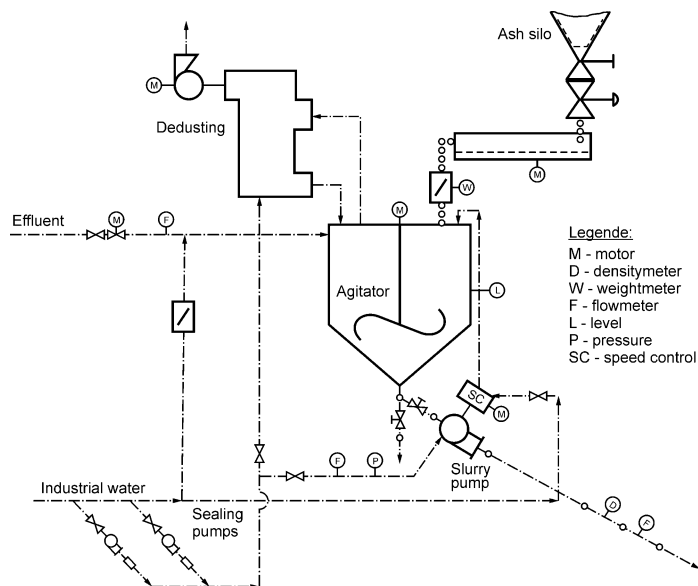 Ash silo
M
Dedusting
M
W
M
Effluent
M
F
Legende:
M - motor
D - densitymeter
W - weightmeter
F - flowmeter
L - level
P - pressure
SC - speed control
Agitator
L
SC
M
F
P
Slurry
pump
Industrial water
Sealing
pumps
D
F